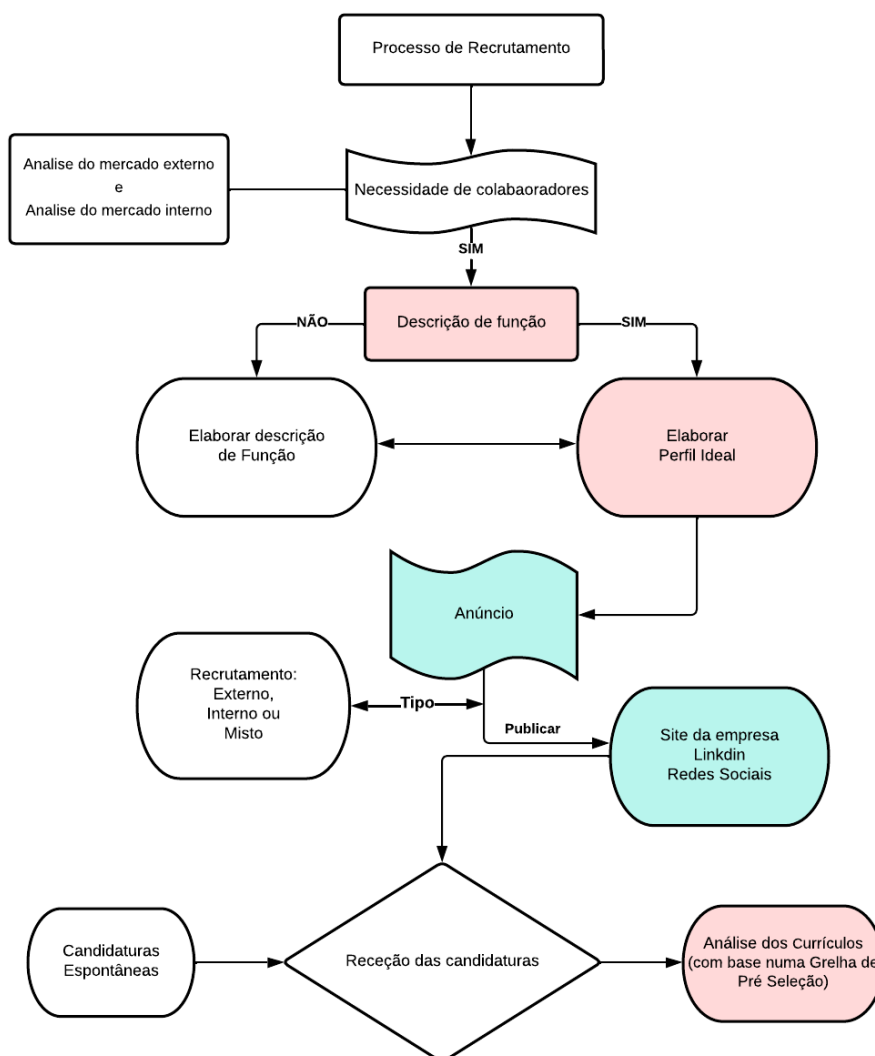 Processo de Recrutamento
Analise do mercado externo
e
Analise do mercado interno
Necessidade de colabaoradores
SIM
NÃO
Descrição de função
SIM
Elaborar descrição
de Função
Elaborar
Perfil Ideal
Anúncio
Recrutamento:
Externo,
Interno ou
Misto
Tipo
Publicar
Site da empresa
Linkdin
Redes Sociais
Candidaturas
Espontâneas
Receção das candidaturas
Análise dos Currículos
(com base numa Grelha de
Pré Seleção)